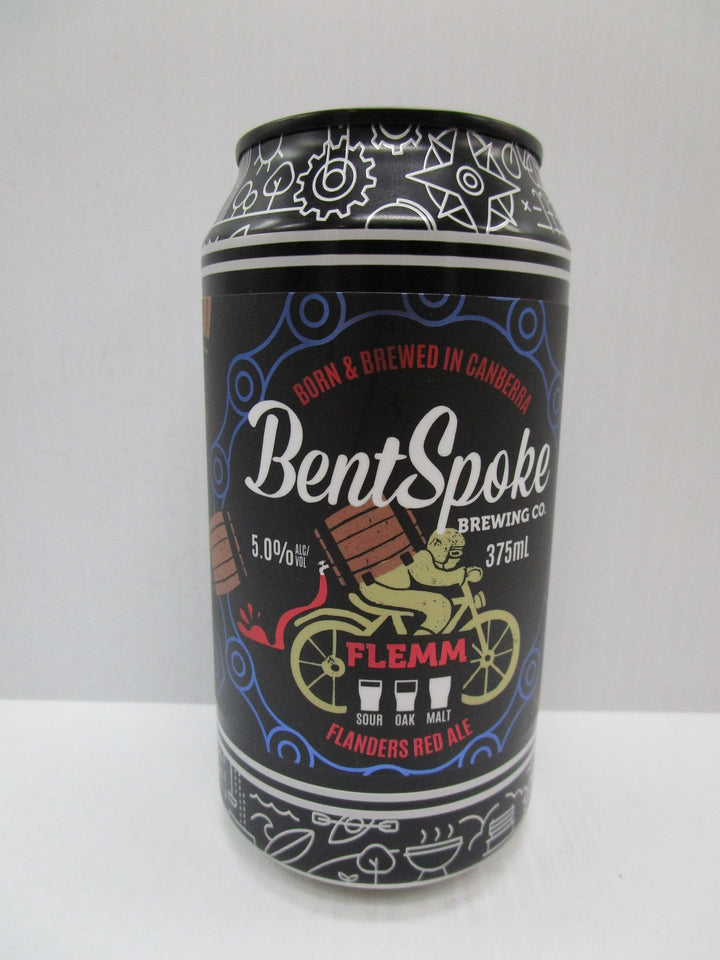 BORN & BREWED IN CANBERRA
BentSpoke
BREWING CO.
5.0% ALC/VOL
375mL
FLEMM
SOUR OAK MALT
FLANDERS RED ALE